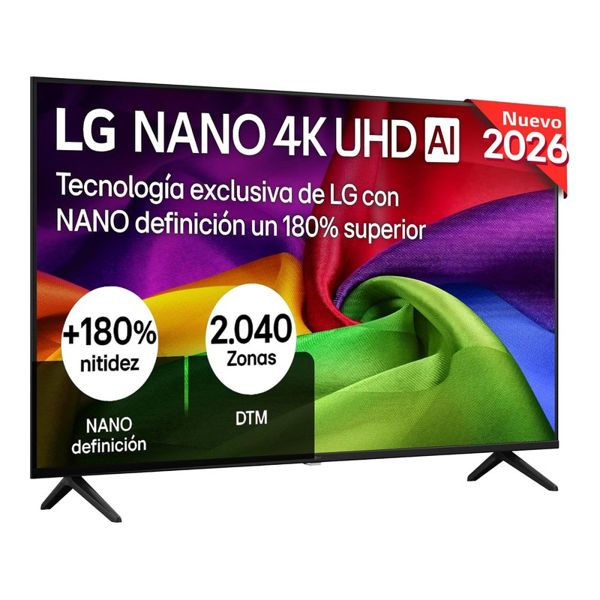 LG NANO 4K UHD AI
Nuevo
2026
Tecnología exclusiva de LG con
NANO definición un 180% superior
+180%
nitidez
NANO
definición
2.040
Zonas
DTM